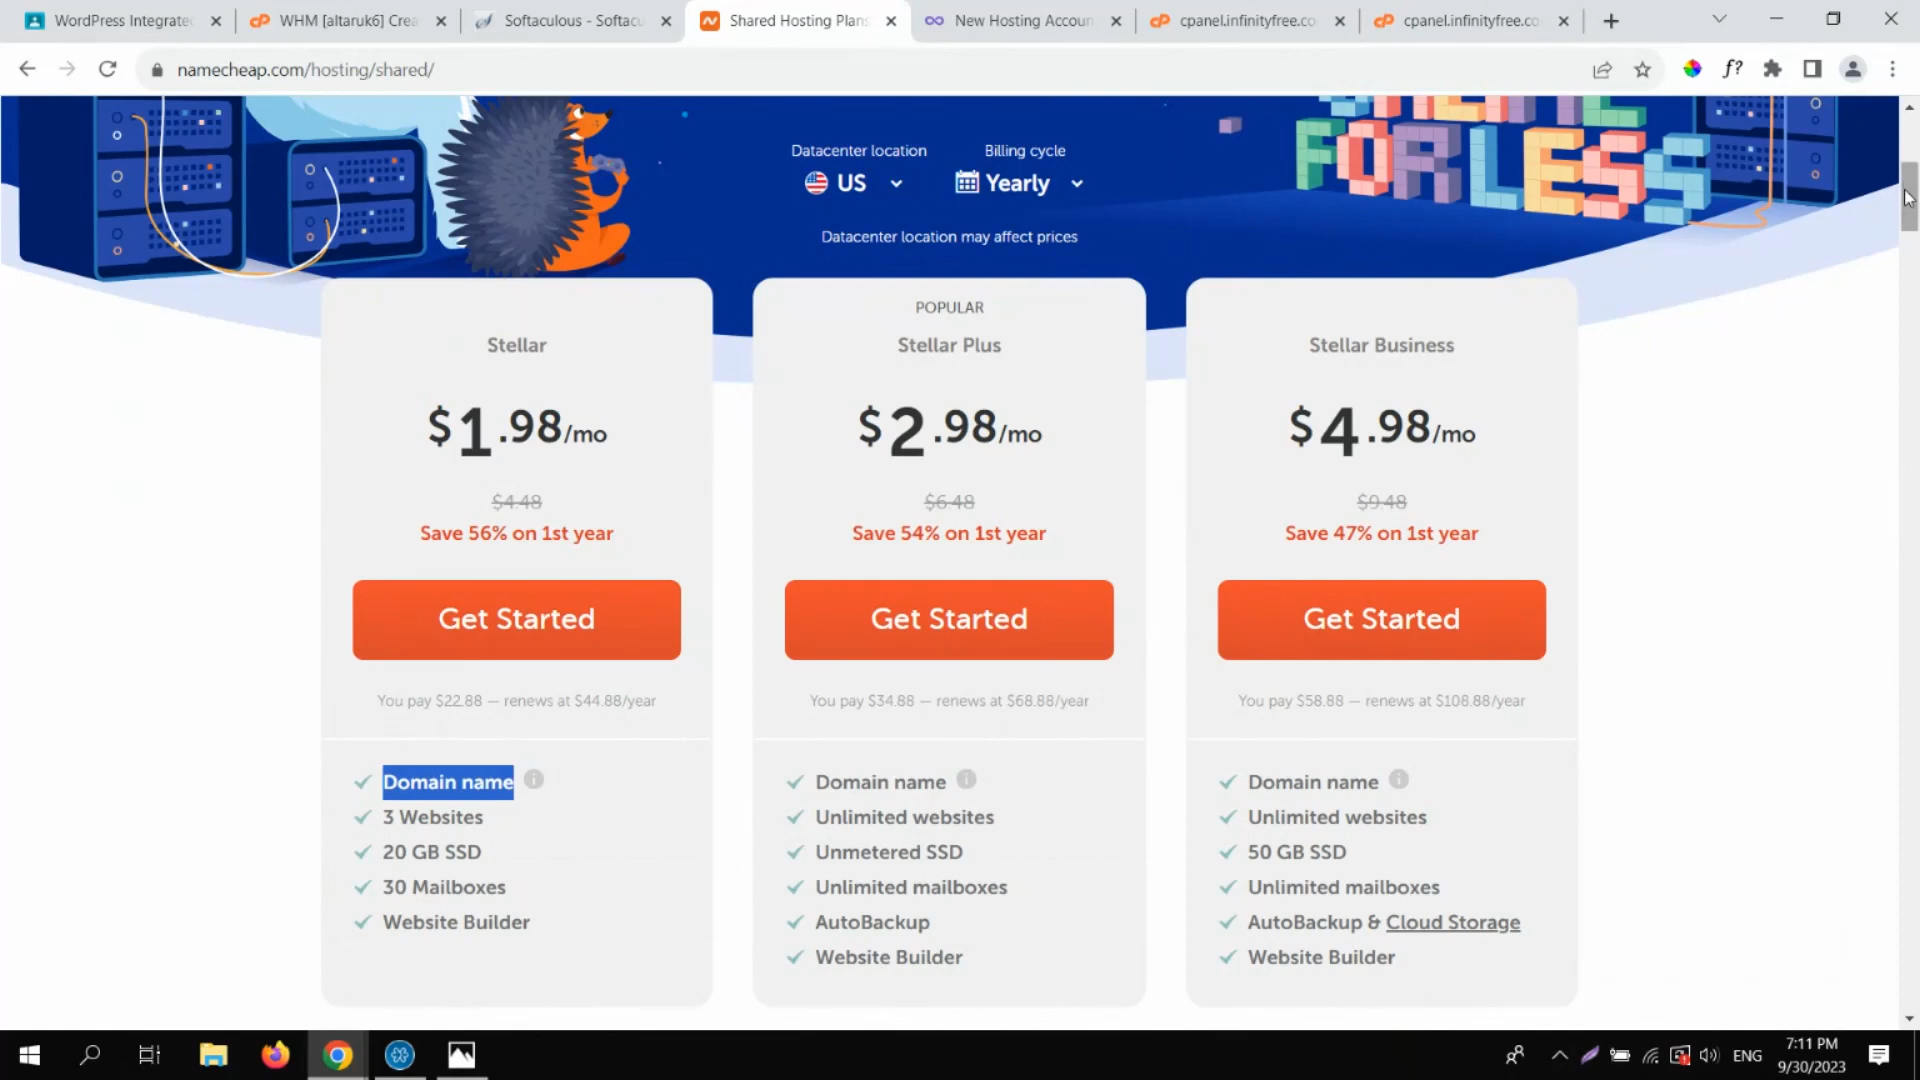 WordPress Integrate
WHM [altaruk6] Crea
Softaculous - Softacu
Shared Hosting Plans
New Hosting Accoun
cpanel.infinityfree.co
cpanel.infinityfree.co
namecheap.com/hosting/shared/
f?
FOR LESS
Datacenter location
US
Billing cycle
Yearly
Datacenter location may affect prices
Stellar
$1.98/mo
$4.48
Save 56% on 1st year
Get Started
You pay $22.88 — renews at $44.88/year
Domain name
3 Websites
20 GB SSD
30 Mailboxes
Website Builder
POPULAR
Stellar Plus
$2.98/mo
$6.48
Save 54% on 1st year
Get Started
You pay $34.88 — renews at $68.88/year
Domain name
Unlimited websites
Unmetered SSD
Unlimited mailboxes
AutoBackup
Website Builder
Stellar Business
$4.98/mo
$9.48
Save 47% on 1st year
Get Started
You pay $58.88 — renews at $108.88/year
Domain name
Unlimited websites
50 GB SSD
Unlimited mailboxes
AutoBackup & Cloud Storage
Website Builder
ENG
7:11 PM
9/30/2023